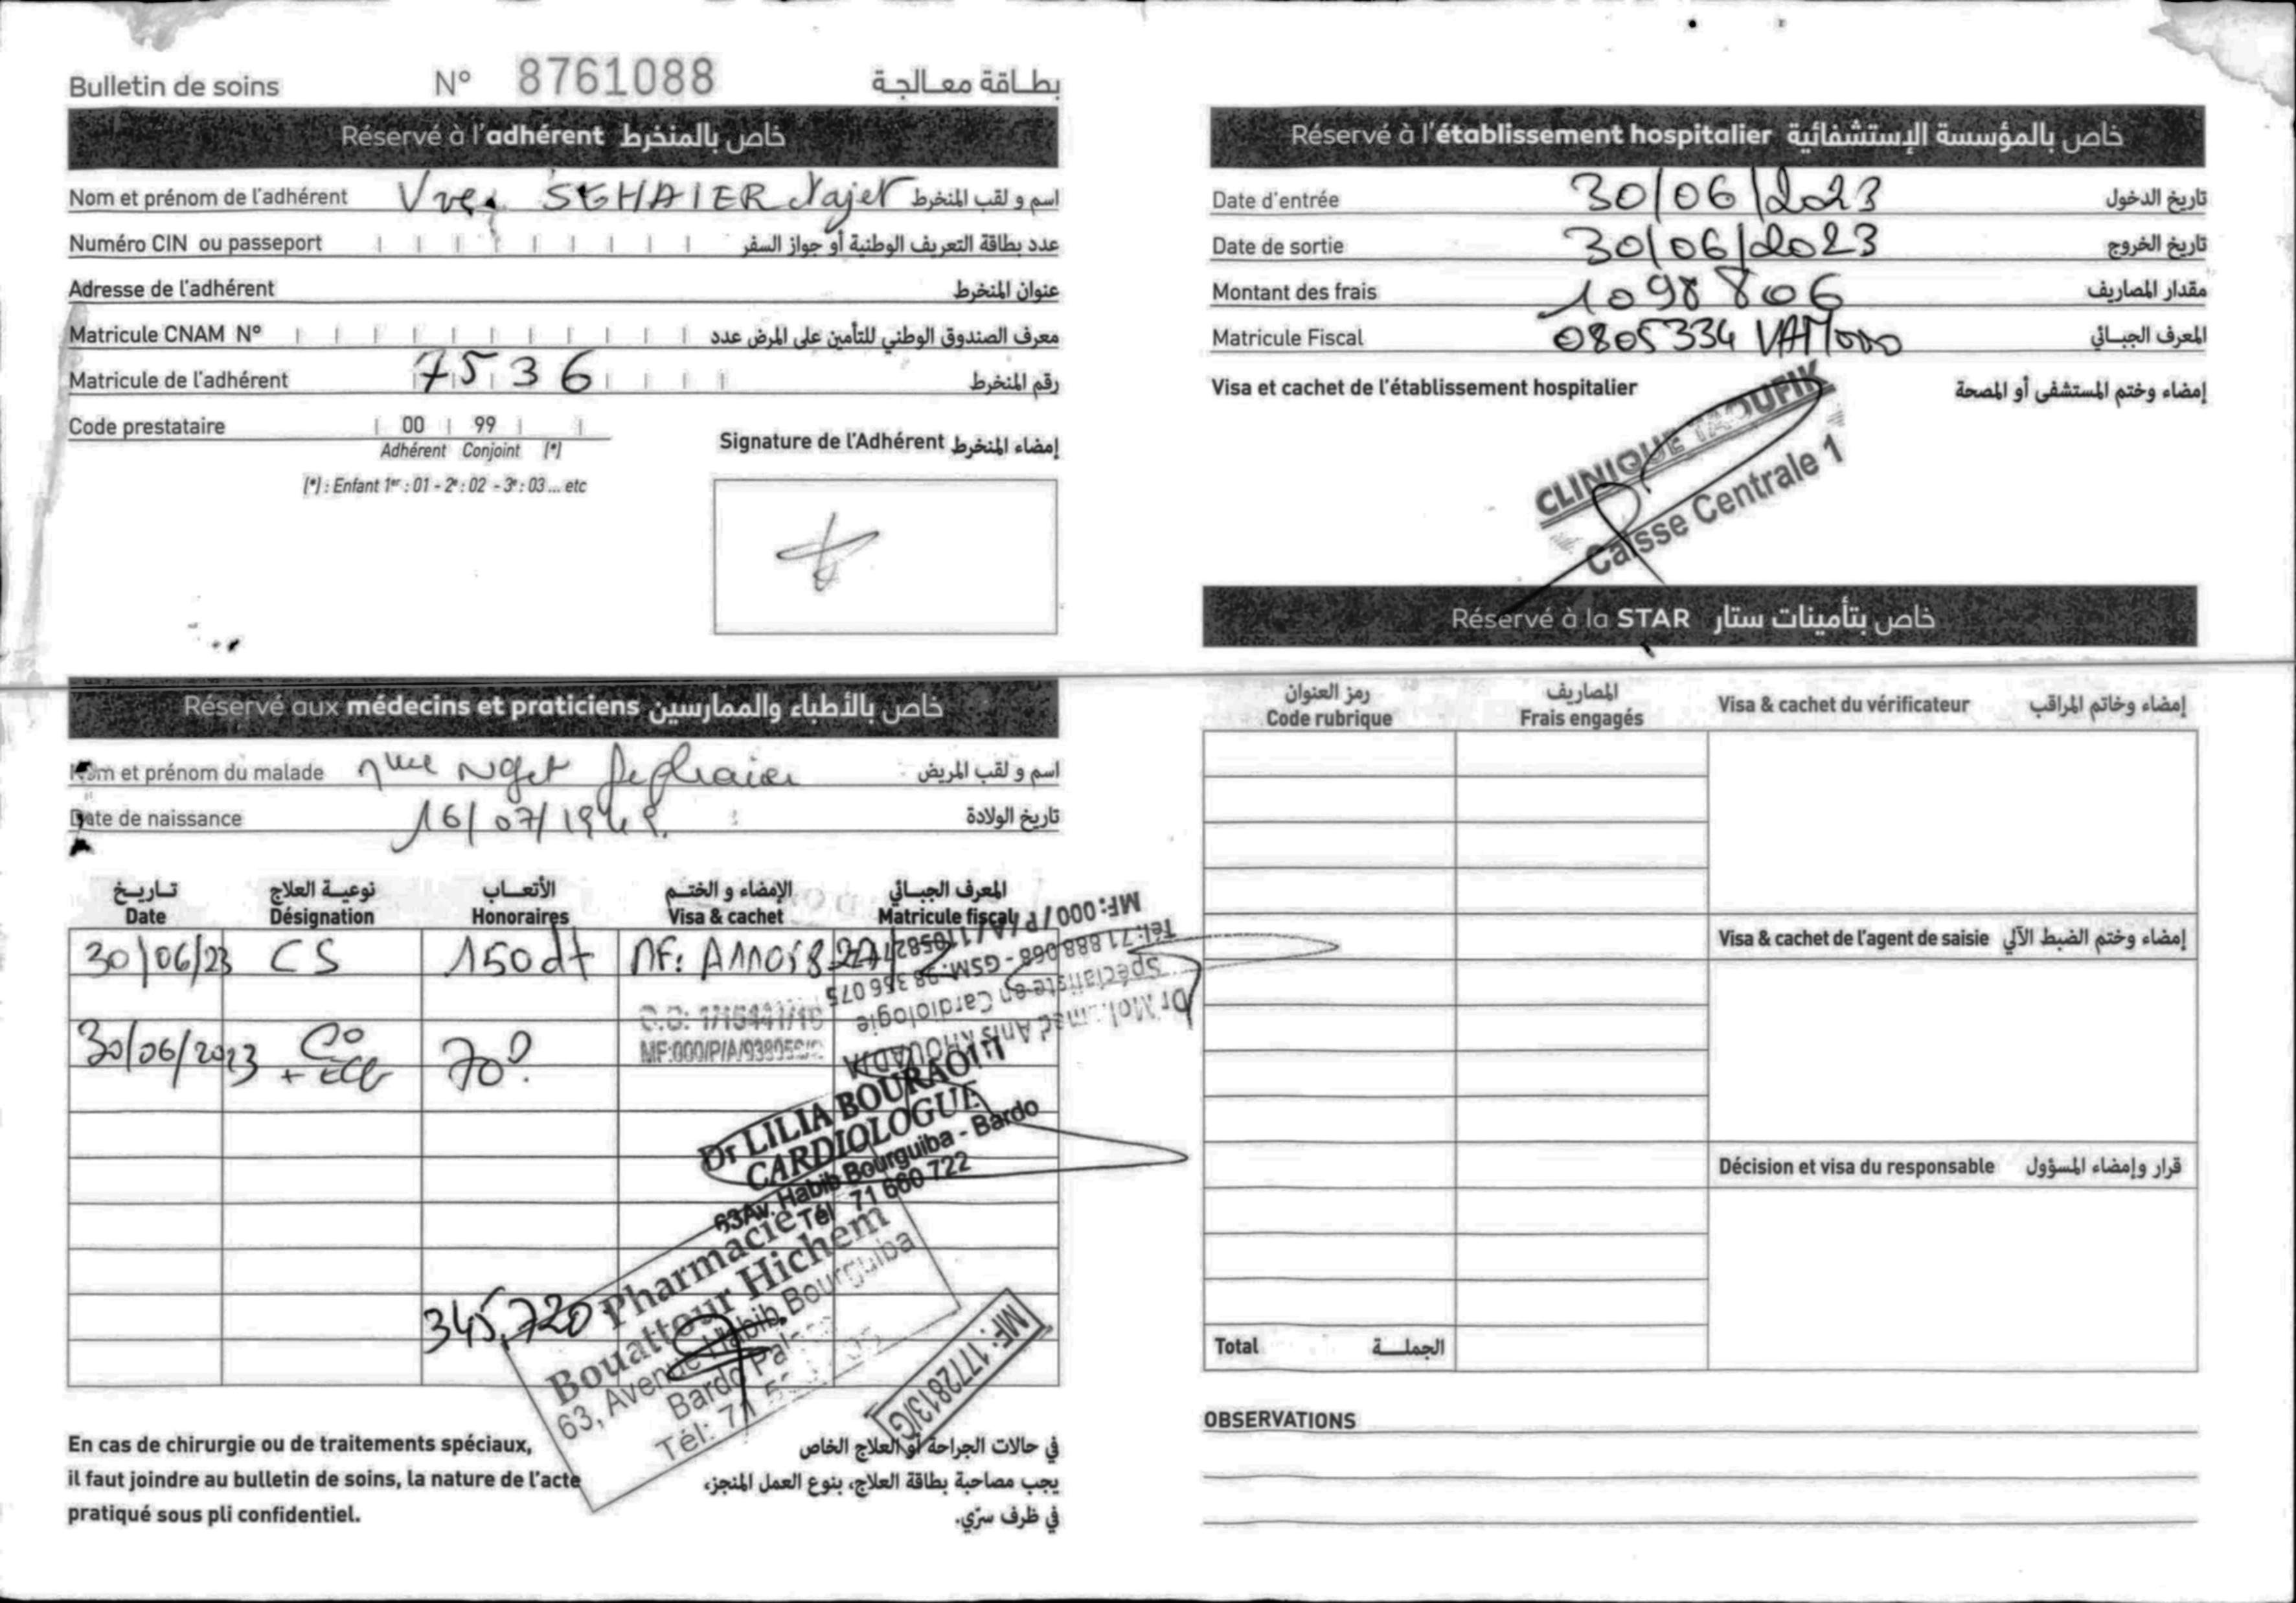 Bulletin de soins N° 8761088 بطاقة معالجة
Réservé à l'adhérent خاص بالمنخرط
Nom et prénom de l'adhérent Vve SEHAIER Najet اسم و لقب المنخرط
Numéro CIN ou passeport عدد بطاقة التعريف الوطنية أو جواز السفر
Adresse de l'adhérent عنوان المنخرط
Matricule CNAM N° معرف الصندوق الوطني للتأمين على المرض عدد
Matricule de l'adhérent 7536 رقم المنخرط
Code prestataire 00 99
Adhérent Conjoint (*)
(*) : Enfant 1er : 01 - 2e : 02 - 3e : 03 ... etc
Signature de l'Adhérent إمضاء المنخرط
Réservé aux médecins et praticiens خاص بالأطباء والممارسين
Nom et prénom du malade Mme Najet Sephaier اسم و لقب المريض
Date de naissance 16/07/1949. تاريخ الولادة
تاريخ نوعية العلاج الأتعاب الإمضاء و الختم المعرف الجبائي
Date Désignation Honoraires Visa & cachet Matricule fiscal
30/06/23 CS 150dt MF:
MF: 000/P/A/1105827
Tél: 71 888 068 - GSM: 98 356 075
Spécialiste en Cardiologie
Dr Mohamed Anis KHOUADJA
30/06/2023 Co + ECG 70
Dr LILIA BOURAOUI
CARDIOLOGUE
63 Av. Habib Bourguiba - Bardo
Tél 71 660 722
345,720
Pharmacie
Bouattour Hichem
63, Avenue Habib Bourguiba
Bardo
Tél: 71
MF: 1772813/G
En cas de chirurgie ou de traitements spéciaux,
il faut joindre au bulletin de soins, la nature de l'acte
pratiqué sous pli confidentiel.
في حالات الجراحة أو العلاج الخاص
يجب مصاحبة بطاقة العلاج، بنوع العمل المنجز،
في ظرف سرّي.
Réservé à l'établissement hospitalier خاص بالمؤسسة الإستشفائية
Date d'entrée 30/06/2023 تاريخ الدخول
Date de sortie 30/06/2023 تاريخ الخروج
Montant des frais 1098 806 مقدار المصاريف
Matricule Fiscal 0805334 VAM000 المعرف الجبائي
Visa et cachet de l'établissement hospitalier إمضاء وختم المستشفى أو المصحة
CLINIQUE TAOUFIK
Caisse Centrale 1
Réservé à la STAR خاص بتأمينات ستار
رمز العنوان المصاريف
Code rubrique Frais engagés Visa & cachet du vérificateur إمضاء وخاتم المراقب
Visa & cachet de l'agent de saisie إمضاء وختم الضبط الآلي
Décision et visa du responsable قرار وإمضاء المسؤول
Total الجملة
OBSERVATIONS